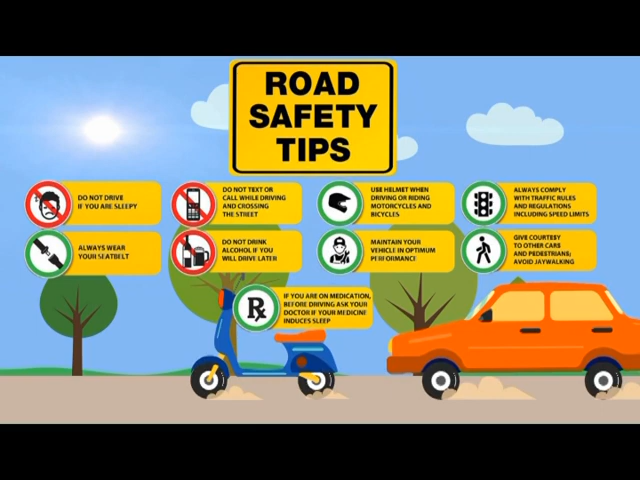 ROAD
SAFETY
TIPS
DO NOT DRIVE
IF YOU ARE SLEEPY
DO NOT TEXT OR
CALL WHILE DRIVING
AND CROSSING
THE STREET
USE HELMET WHEN
DRIVING OR RIDING
MOTORCYCLES AND
BICYCLES
ALWAYS COMPLY
WITH TRAFFIC RULES
AND REGULATIONS
INCLUDING SPEED LIMITS
ALWAYS WEAR
YOUR SEATBELT
DO NOT DRINK
ALCOHOL IF YOU
WILL DRIVE LATER
MAINTAIN YOUR
VEHICLE IN OPTIMUM
PERFORMANCE
GIVE COURTESY
TO OTHER CARS
AND PEDESTRIANS;
AVOID JAYWALKING
Rx
IF YOU ARE ON MEDICATION,
BEFORE DRIVING ASK YOUR
DOCTOR IF YOUR MEDICINE
INDUCES SLEEP